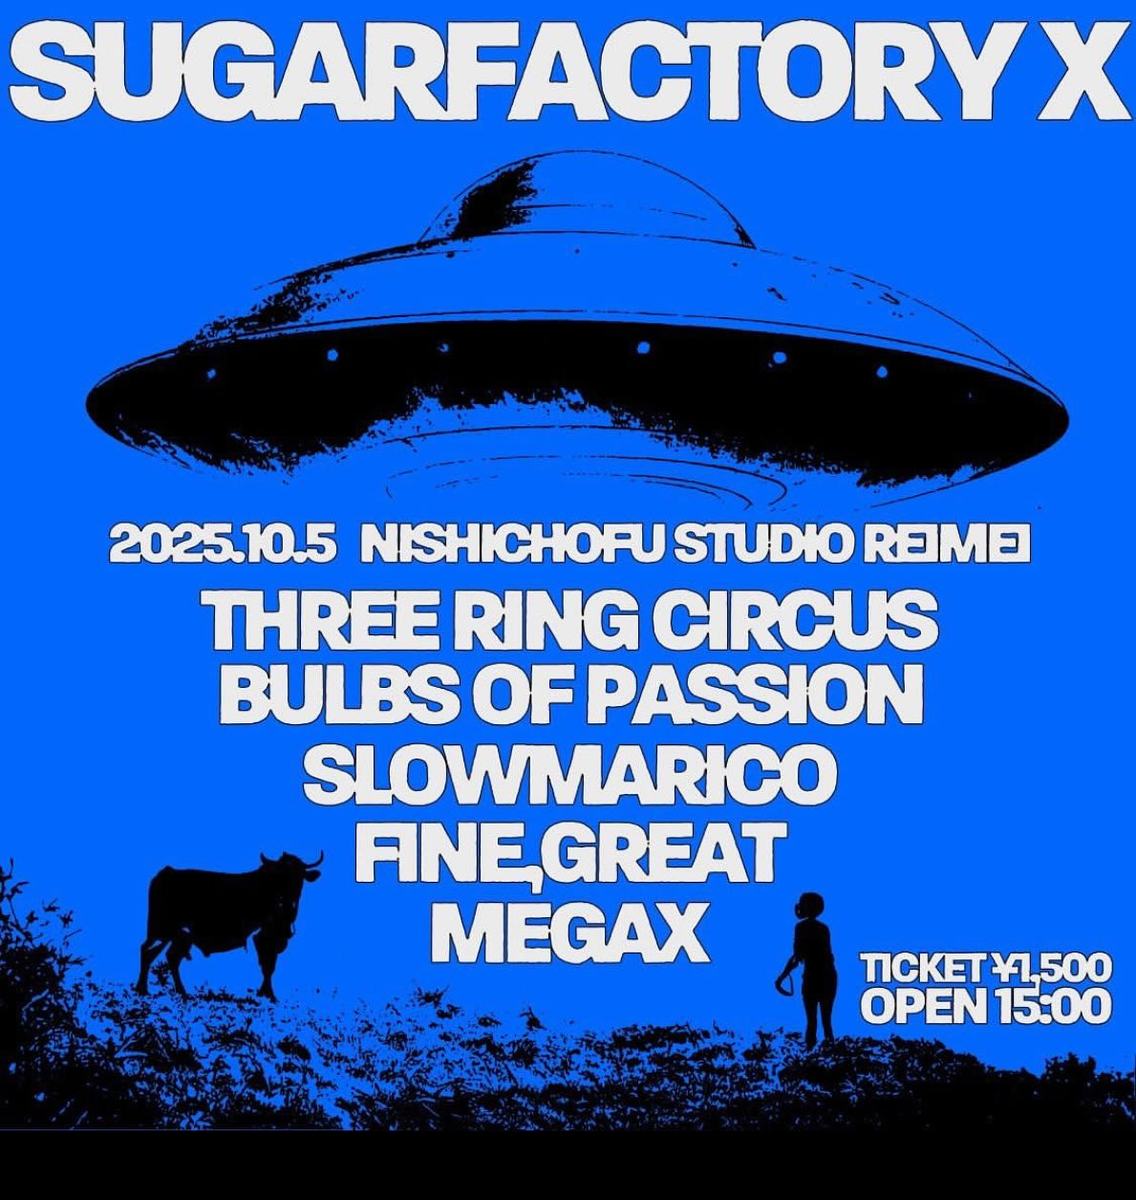 SUGARFACTORY X
2025.10.5 NISHICHOFU STUDIO REIMEI
THREE RING CIRCUS
BULBS OF PASSION
SLOWMARICO
FINE,GREAT
MEGAX
TICKET ¥1,500
OPEN 15:00